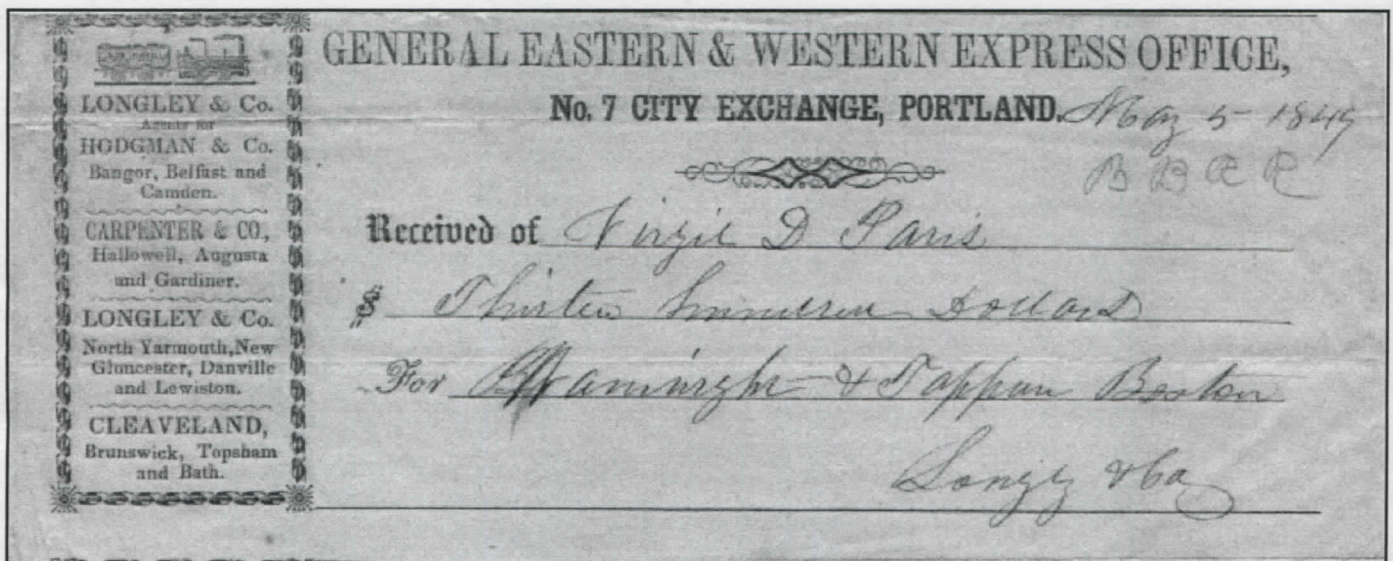 LONGLEY & Co.
Agents for
HODGMAN & Co.
Bangor, Belfast and
Camden.
CARPENTER & CO.,
Hallowell, Augusta
and Gardiner.
LONGLEY & Co.
North Yarmouth, New
Gloucester, Danville
and Lewiston.
CLEAVELAND,
Brunswick, Topsham
and Bath.
GENERAL EASTERN & WESTERN EXPRESS OFFICE,
No. 7 CITY EXCHANGE, PORTLAND. May 5 1849
B B
Received of Virgil D Paris
$ Thirteen Hundred Dollars
For & Tappan Boston
Longley & Co